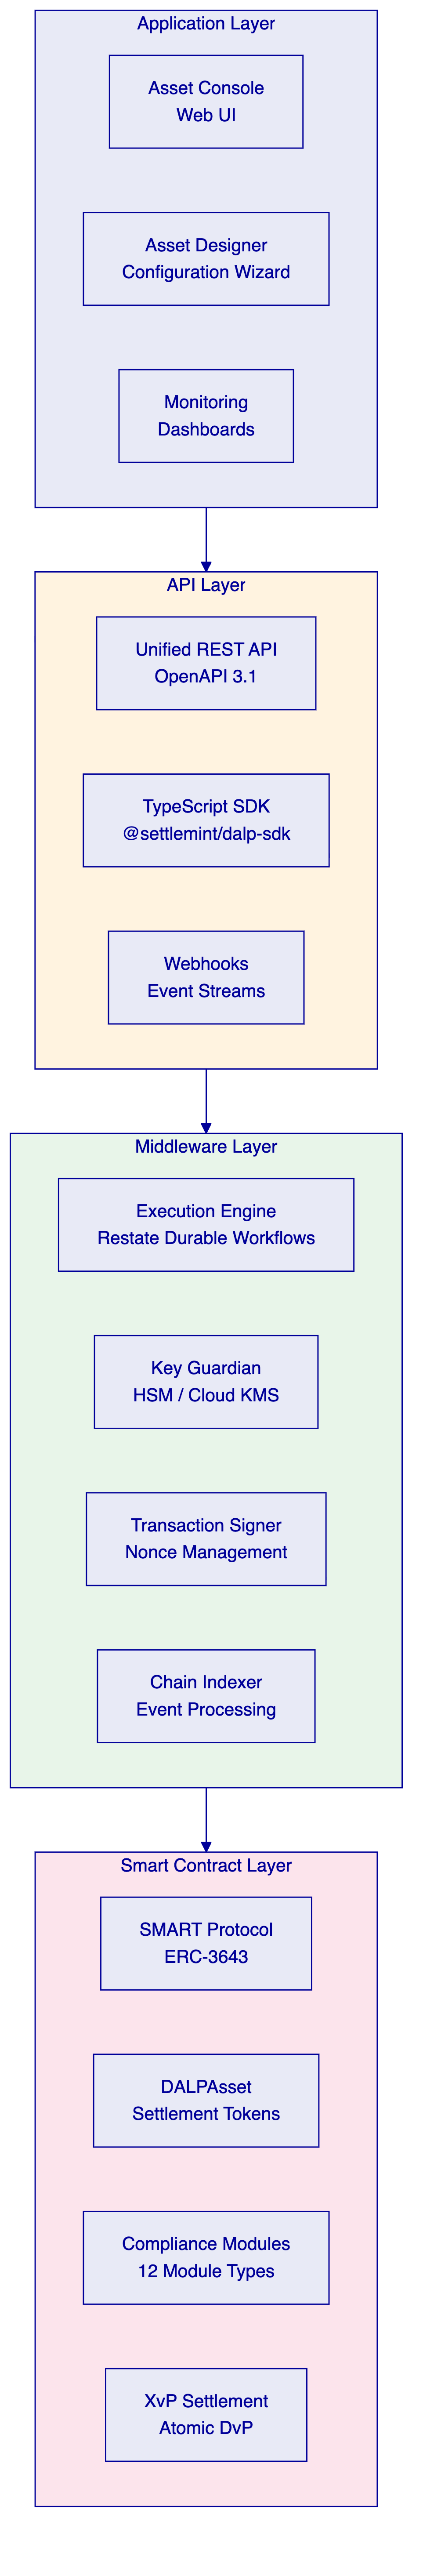 Application Layer
Asset Console
Web UI
Asset Designer
Configuration Wizard
Monitoring
Dashboards
API Layer
Unified REST API
OpenAPI 3.1
TypeScript SDK
@settlemint/dalp-sdk
Webhooks
Event Streams
Middleware Layer
Execution Engine
Restate Durable Workflows
Key Guardian
HSM / Cloud KMS
Transaction Signer
Nonce Management
Chain Indexer
Event Processing
Smart Contract Layer
SMART Protocol
ERC-3643
DALPAsset
Settlement Tokens
Compliance Modules
12 Module Types
XvP Settlement
Atomic DvP